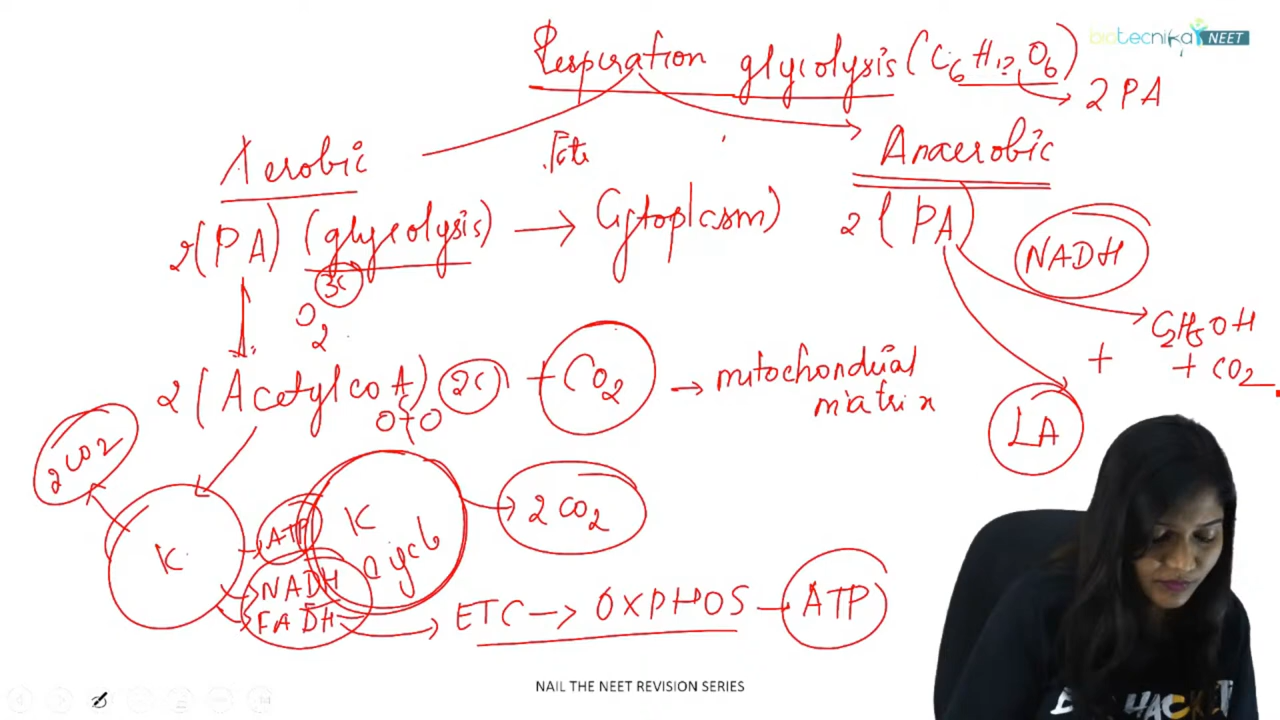 biotecnika NEET
Respiration glycolysis (C6H12O6)
→ 2 PA
Aerobic
Fate
Anaerobic
2(PA) (glycolysis) → Cytoplasm)
2(PA)
NADH
3C
O2
C2H5OH
+ + CO2
2(Acetyl coA) 2C + CO2 → mitochondrial
matrix
LA
2CO2
K
ATP
NADH
FADH
K
cycle
→ 2CO2
ETC → OXPHOS — ATP
NAIL THE NEET REVISION SERIES